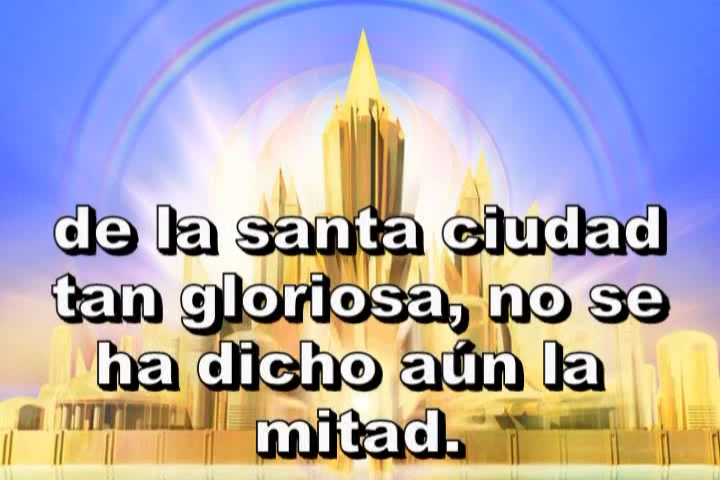 de la santa ciudad
tan gloriosa, no se
ha dicho aún la
mitad.